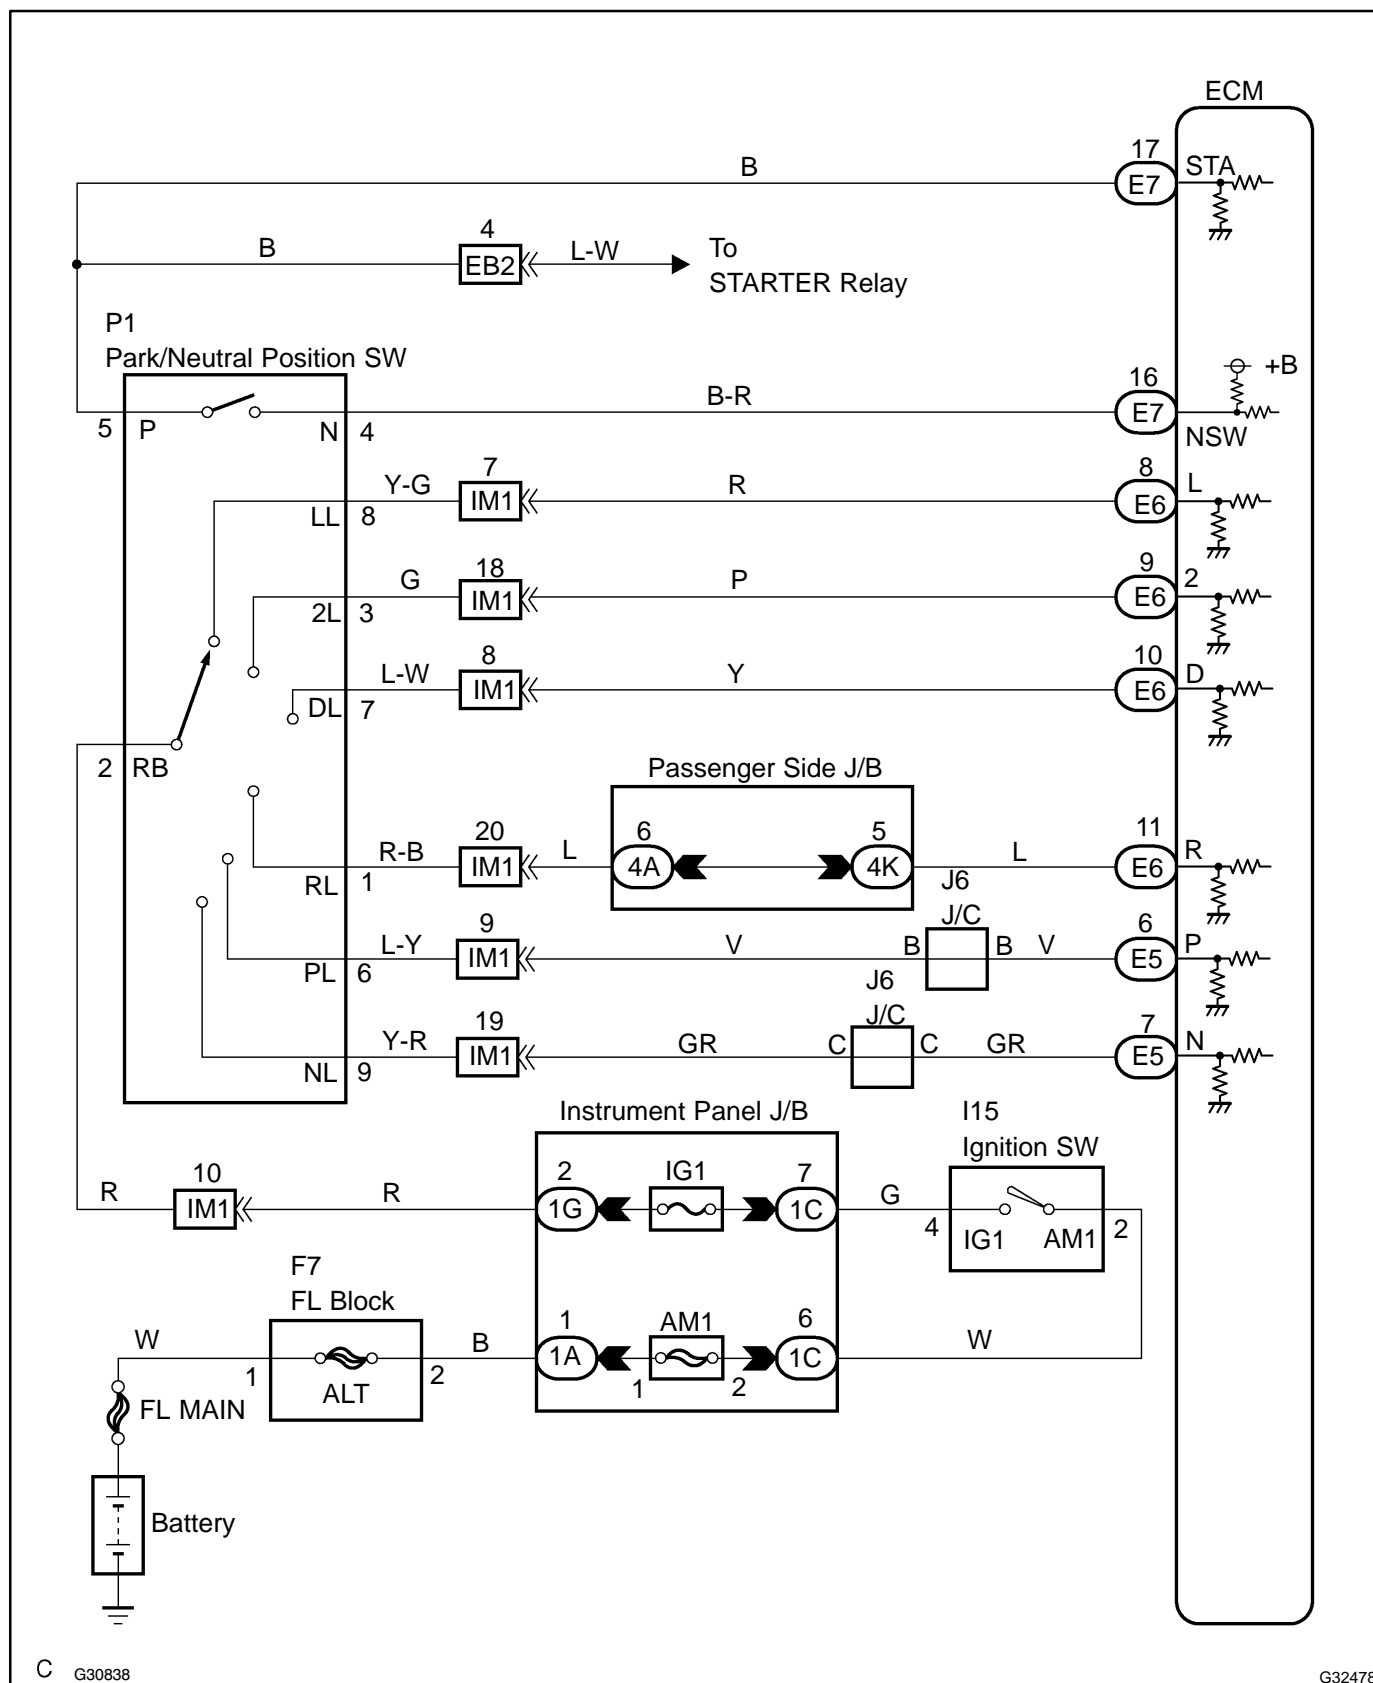 ECM
17
B
STA
E7
4
B
EB2
L-W
To
STARTER Relay
P1
Park/Neutral Position SW
16
+B
B-R
E7
5
P
N
4
NSW
7
8
Y-G
IM1
R
E6
L
LL
8
18
9
G
IM1
P
E6
2
2L
3
8
10
L-W
IM1
Y
E6
D
DL
7
2
RB
Passenger Side J/B
20
6
5
11
R-B
IM1
L
4A
4K
L
E6
R
RL
1
J6
J/C
9
6
L-Y
IM1
V
B
B
V
E5
P
PL
6
J6
J/C
19
7
Y-R
IM1
GR
C
C
GR
E5
N
NL
9
Instrument Panel J/B
I15
Ignition SW
10
2
IG1
7
R
IM1
R
1G
1C
G
4
IG1
AM1
2
F7
FL Block
1
AM1
6
W
1
ALT
2
B
1A
1
2
1C
W
FL MAIN
Battery
C
G30838
G32478